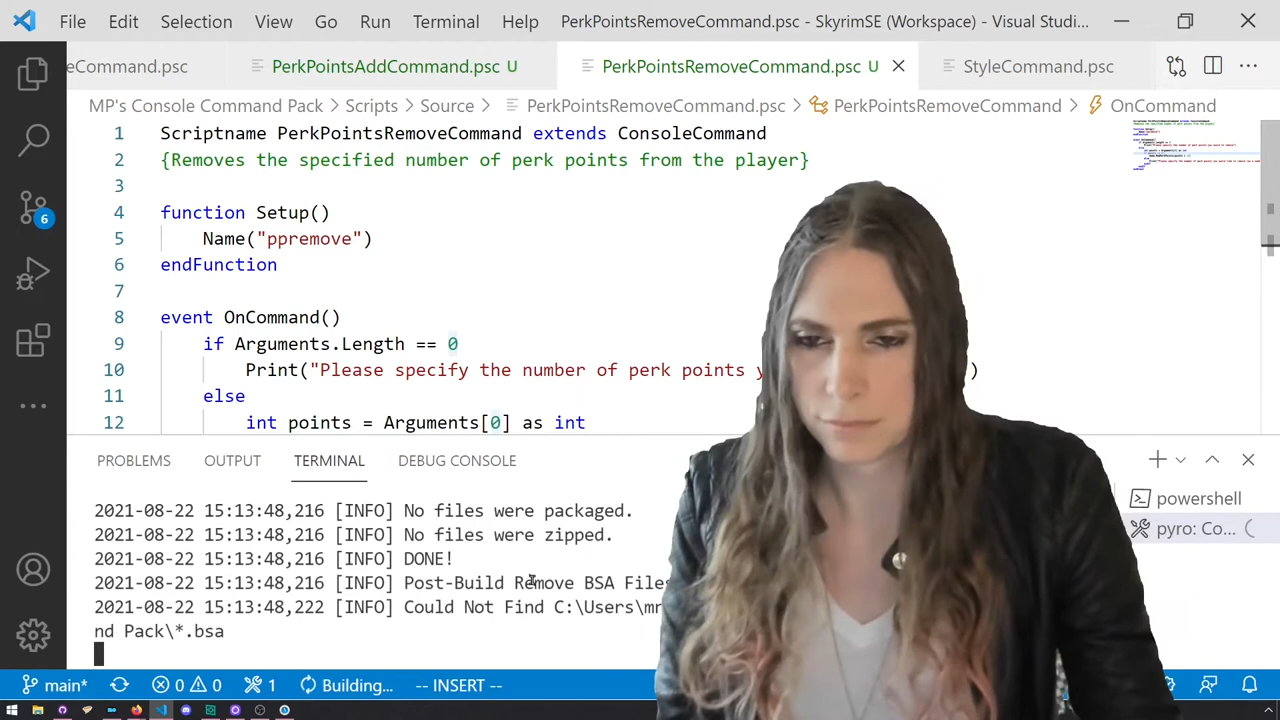 File Edit Selection View Go Run Terminal Help PerkPointsRemoveCommand.psc - SkyrimSE (Workspace) - Visual Studi...
eCommand.psc PerkPointsAddCommand.psc U PerkPointsRemoveCommand.psc U StyleCommand.psc
MP's Console Command Pack > Scripts > Source > PerkPointsRemoveCommand.psc > PerkPointsRemoveCommand > OnCommand
1 Scriptname PerkPointsRemoveCommand extends ConsoleCommand
2 {Removes the specified number of perk points from the player}
3
4 function Setup()
5 Name("ppremove")
6 endFunction
7
8 event OnCommand()
9 if Arguments.Length == 0
10 Print("Please specify the number of perk points y )
11 else
12 int points = Arguments[0] as int
6
PROBLEMS OUTPUT TERMINAL DEBUG CONSOLE
2021-08-22 15:13:48,216 [INFO] No files were packaged.
2021-08-22 15:13:48,216 [INFO] No files were zipped.
2021-08-22 15:13:48,216 [INFO] DONE!
2021-08-22 15:13:48,216 [INFO] Post-Build Remove BSA Files
2021-08-22 15:13:48,222 [INFO] Could Not Find C:\Users\mr
nd Pack\*.bsa
powershell
pyro: Co...
main* 0 0 1 Building... -- INSERT --